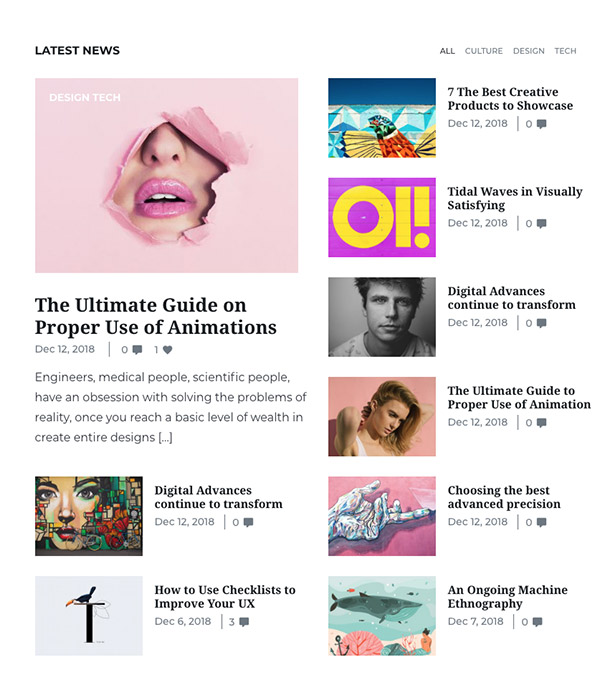 LATEST NEWS
ALL CULTURE DESIGN TECH
DESIGN TECH
The Ultimate Guide on
Proper Use of Animations
Dec 12, 2018 | 0 1
Engineers, medical people, scientific people,
have an obsession with solving the problems of
reality, once you reach a basic level of wealth in
create entire designs [...]
Digital Advances
continue to transform
Dec 12, 2018 | 0
T
How to Use Checklists to
Improve Your UX
Dec 6, 2018 | 3
7 The Best Creative
Products to Showcase
Dec 12, 2018 | 0
OI!
Tidal Waves in Visually
Satisfying
Dec 12, 2018 | 0
Digital Advances
continue to transform
Dec 12, 2018 | 0
The Ultimate Guide to
Proper Use of Animation
Dec 12, 2018 | 0
Choosing the best
advanced precision
Dec 12, 2018 | 0
An Ongoing Machine
Ethnography
Dec 7, 2018 | 0